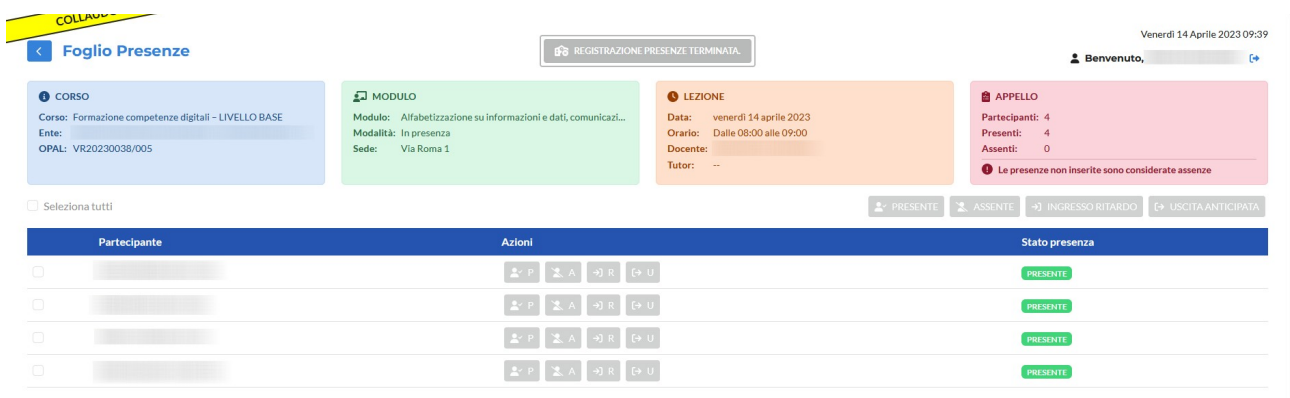 COLLAUDO
Venerdì 14 Aprile 2023 09:39
Foglio Presenze
REGISTRAZIONE PRESENZE TERMINATA.
Benvenuto,
CORSO
Corso: Formazione competenze digitali – LIVELLO BASE
Ente:
OPAL: VR20230038/005
MODULO
Modulo: Alfabetizzazione su informazioni e dati, comunicazi...
Modalità: In presenza
Sede: Via Roma 1
LEZIONE
Data: venerdì 14 aprile 2023
Orario: Dalle 08:00 alle 09:00
Docente:
Tutor: --
APPELLO
Partecipanti: 4
Presenti: 4
Assenti: 0
Le presenze non inserite sono considerate assenze
Seleziona tutti
PRESENTE ASSENTE INGRESSO RITARDO USCITA ANTICIPATA
Partecipante Azioni Stato presenza
P A R U PRESENTE
P A R U PRESENTE
P A R U PRESENTE
P A R U PRESENTE